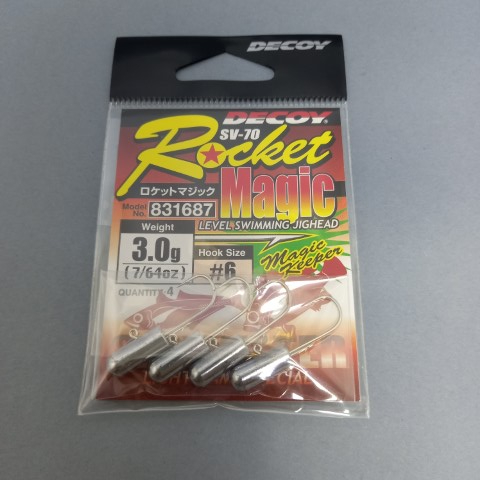 DECOY
DECOY
SV-70
Rocket
ロケットマジック
Magic
Model No. 831687
LEVEL SWIMMING JIGHEAD
Weight
3.0g
(7/64oz)
Hook Size
#6
Magic Keeper
QUANTITY 4